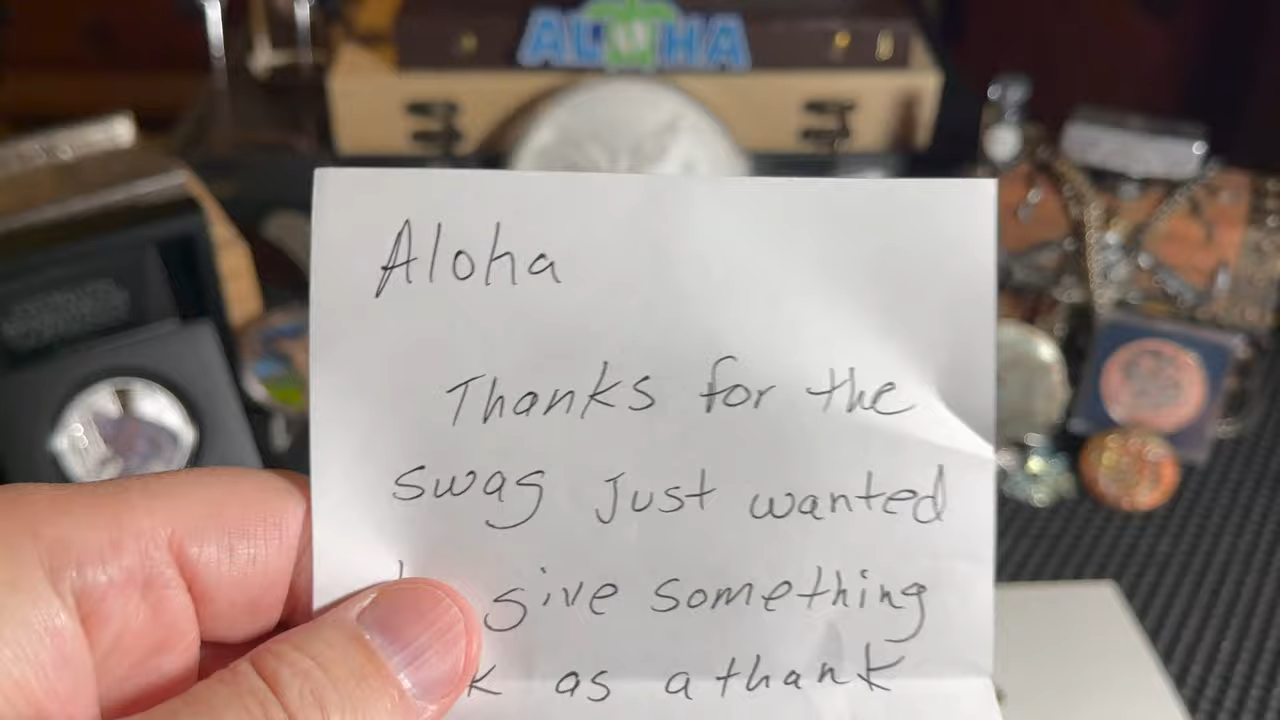 ALOHA
Aloha
Thanks for the
swag Just wanted
give something
k as a thank